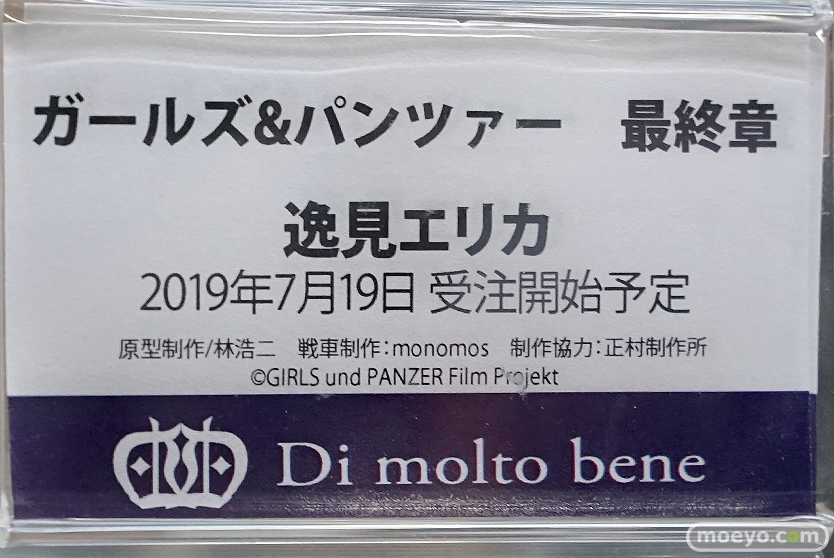 ガールズ&パンツァー　最終章
逸見エリカ
2019年7月19日 受注開始予定
原型制作/林浩二　戦車制作：monomos　制作協力：正村制作所
©GIRLS und PANZER Film Projekt
Di molto bene
moeyo.com